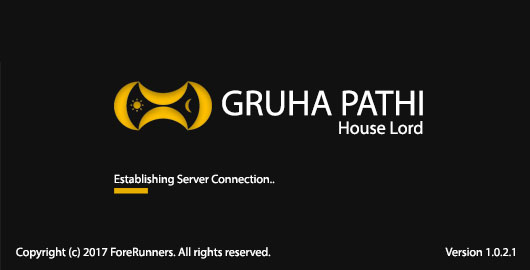 GRUHA PATHI
House Lord
Establishing Server Connection..
Copyright (c) 2017 ForeRunners. All rights reserved.
Version 1.0.2.1